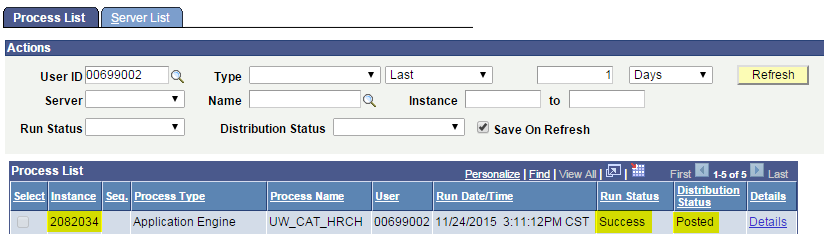 Process List Server List
Actions
User ID 00699002 Type Last 1 Days Refresh
Server Name Instance to
Run Status Distribution Status Save On Refresh
Process List Personalize | Find | View All | First 1-5 of 5 Last
Select Instance Seq. Process Type Process Name User Run Date/Time Run Status Distribution Status Details
2082034 Application Engine UW_CAT_HRCH 00699002 11/24/2015 3:11:12PM CST Success Posted Details